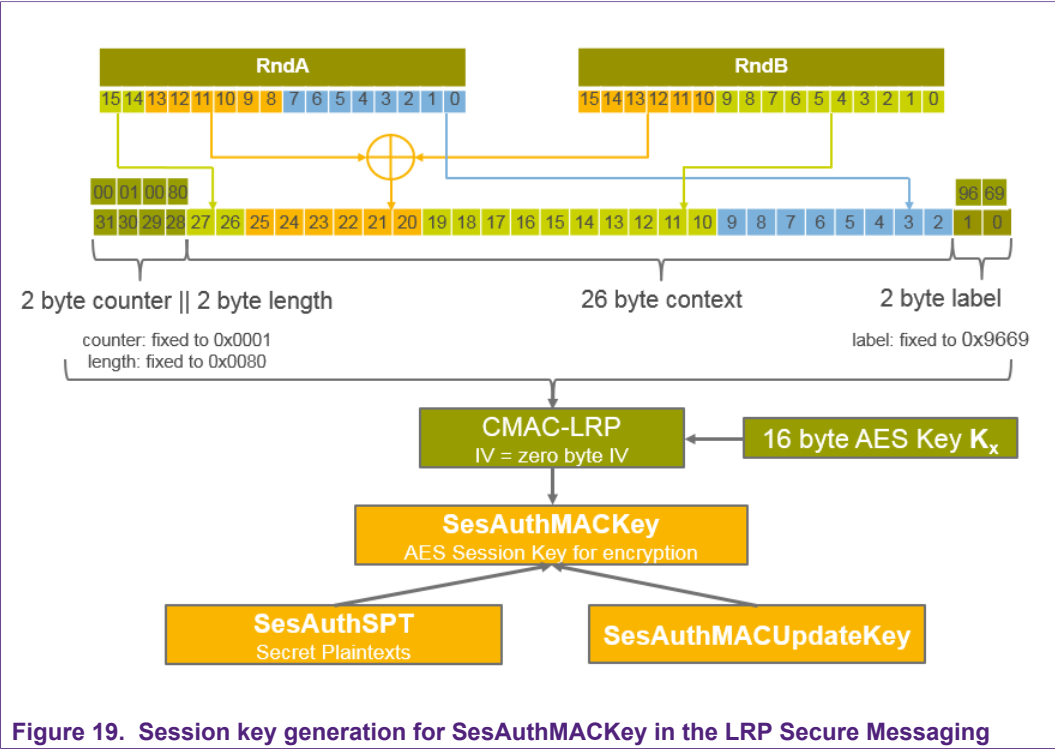 RndA RndB
15 14 13 12 11 10 9 8 7 6 5 4 3 2 1 0 15 14 13 12 11 10 9 8 7 6 5 4 3 2 1 0
00 01 00 80 96 69
31 30 29 28 27 26 25 24 23 22 21 20 19 18 17 16 15 14 13 12 11 10 9 8 7 6 5 4 3 2 1 0
2 byte counter || 2 byte length 26 byte context 2 byte label
counter: fixed to 0x0001 label: fixed to 0x9669
length: fixed to 0x0080
CMAC-LRP
IV = zero byte IV
16 byte AES Key Kx
SesAuthMACKey
AES Session Key for encryption
SesAuthSPT
Secret Plaintexts
SesAuthMACUpdateKey
Figure 19. Session key generation for SesAuthMACKey in the LRP Secure Messaging